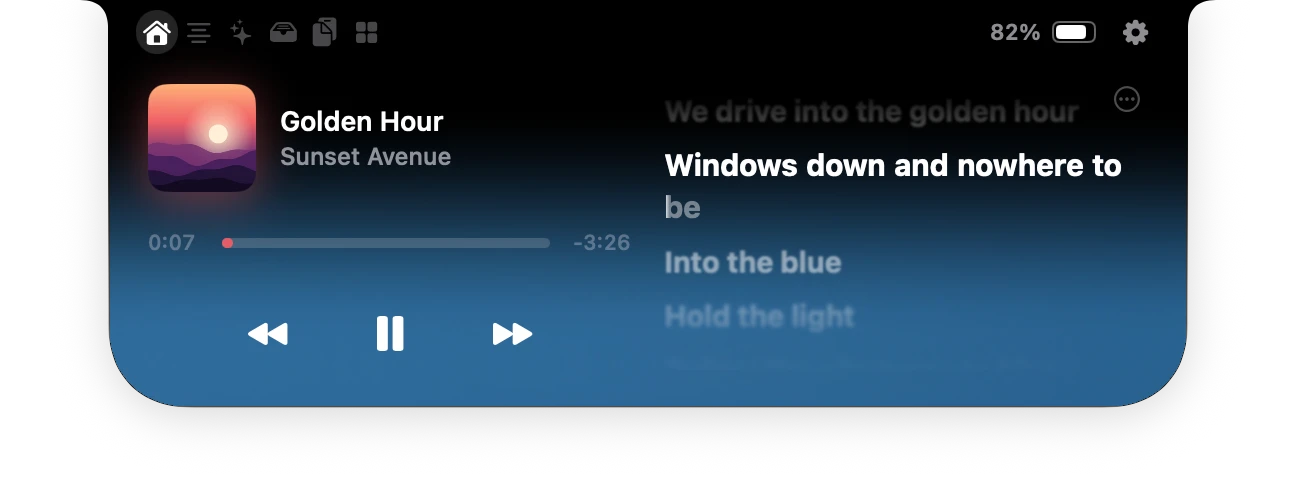 82%
Golden Hour
Sunset Avenue
0:07
-3:26
We drive into the golden hour
Windows down and nowhere to
be
Into the blue
Hold the light